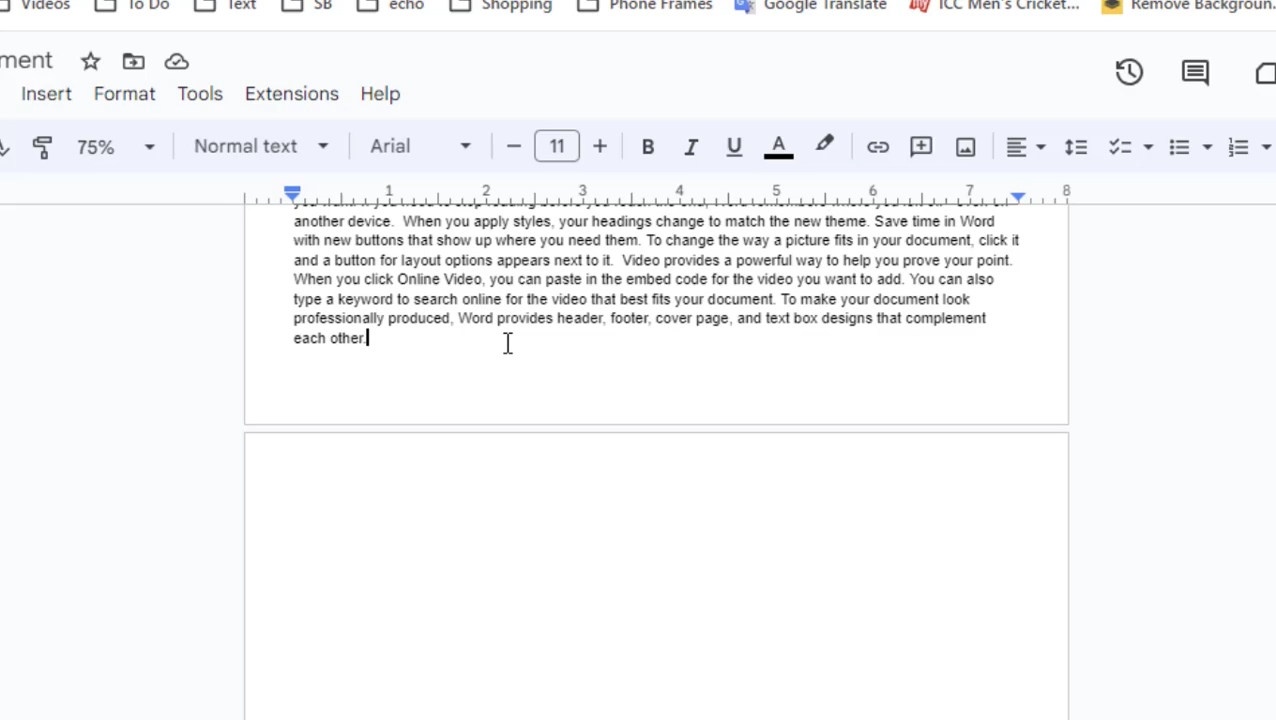 Videos To Do Text SB echo Shopping Phone Frames Google Translate ICC Men's Cricket... Remove Backgroun...
ment
Insert Format Tools Extensions Help
75% Normal text Arial 11 B I U A
1 2 3 4 5 6 7 8
another device. When you apply styles, your headings change to match the new theme. Save time in Word
with new buttons that show up where you need them. To change the way a picture fits in your document, click it
and a button for layout options appears next to it. Video provides a powerful way to help you prove your point.
When you click Online Video, you can paste in the embed code for the video you want to add. You can also
type a keyword to search online for the video that best fits your document. To make your document look
professionally produced, Word provides header, footer, cover page, and text box designs that complement
each other.